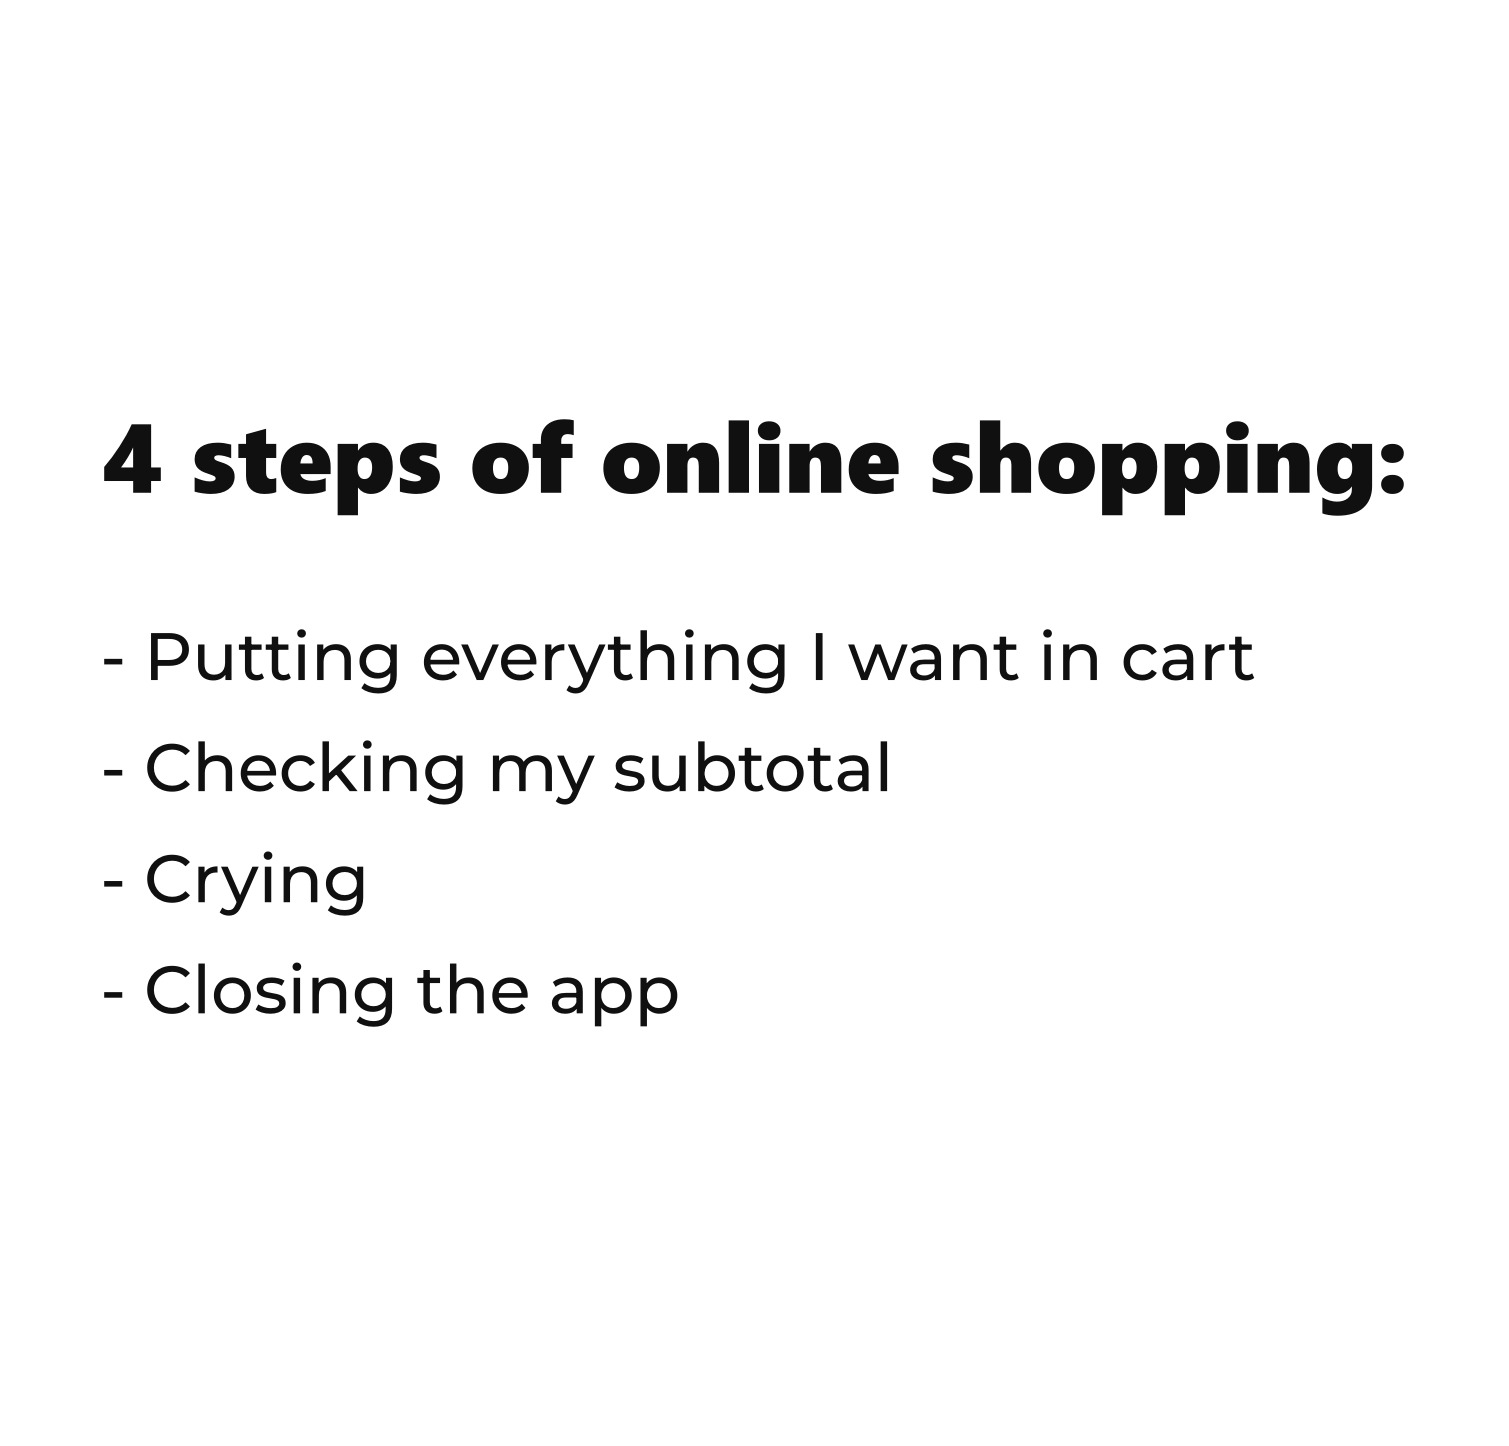 4 steps of online shopping:
- Putting everything I want in cart
- Checking my subtotal
- Crying
- Closing the app